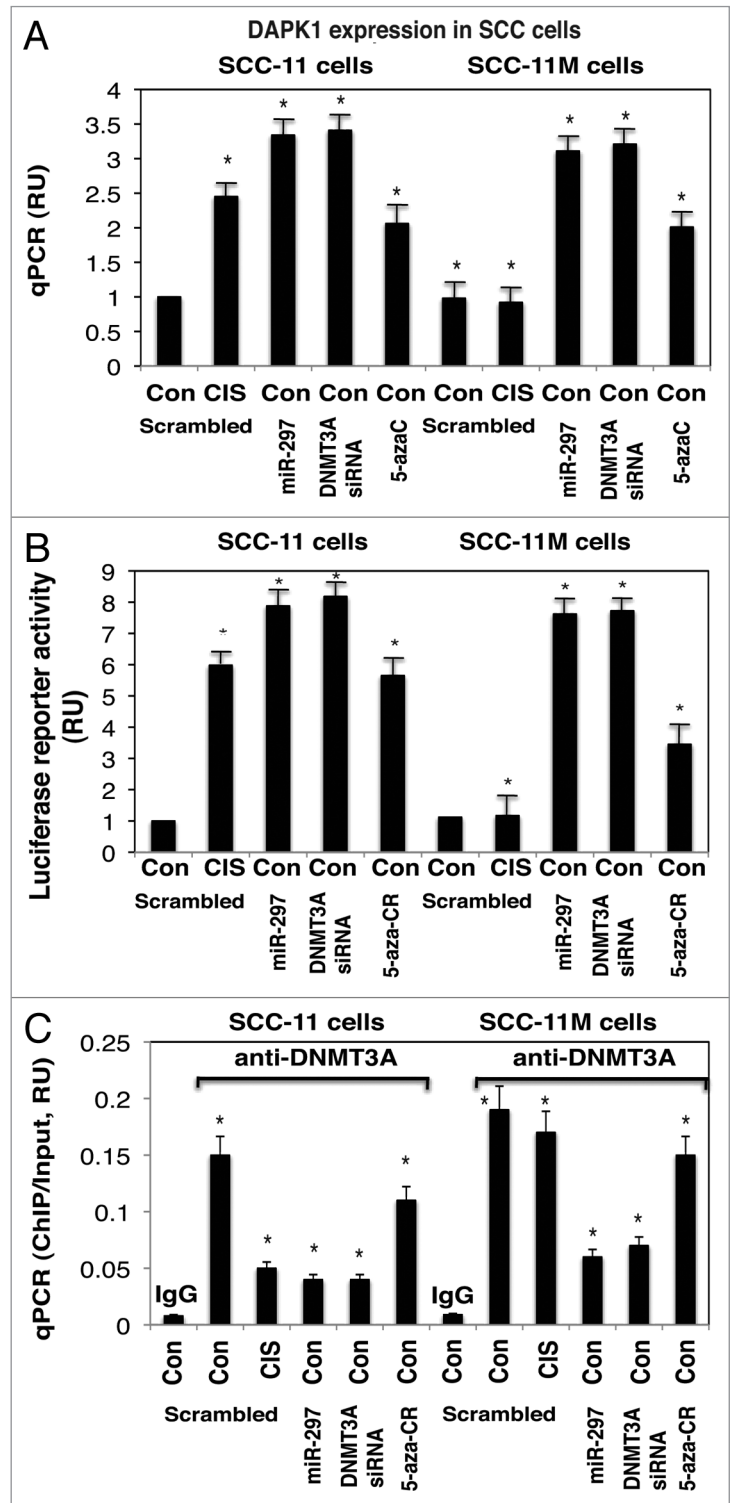 A
DAPK1 expression in SCC cells
SCC-11 cells SCC-11M cells
qPCR (RU)
4
3.5
3
2.5
2
1.5
1
0.5
0
* * * * * * * * *
Con CIS Con Con Con Con CIS Con Con Con
Scrambled miR-297 DNMT3A siRNA 5-azaC Scrambled miR-297 DNMT3A siRNA 5-azaC
B
SCC-11 cells SCC-11M cells
Luciferase reporter activity
(RU)
9
8
7
6
5
4
3
2
1
0
* * * * * * * *
Con CIS Con Con Con Con CIS Con Con Con
Scrambled miR-297 DNMT3A siRNA 5-aza-CR Scrambled miR-297 DNMT3A siRNA 5-aza-CR
C
SCC-11 cells SCC-11M cells
anti-DNMT3A anti-DNMT3A
qPCR (ChIP/Input, RU)
0.25
0.2
0.15
0.1
0.05
0
IgG * * * * * IgG * * * * *
Con Con CIS Con Con Con Con Con CIS Con Con Con
Scrambled miR-297 DNMT3A siRNA 5-aza-CR Scrambled miR-297 DNMT3A siRNA 5-aza-CR